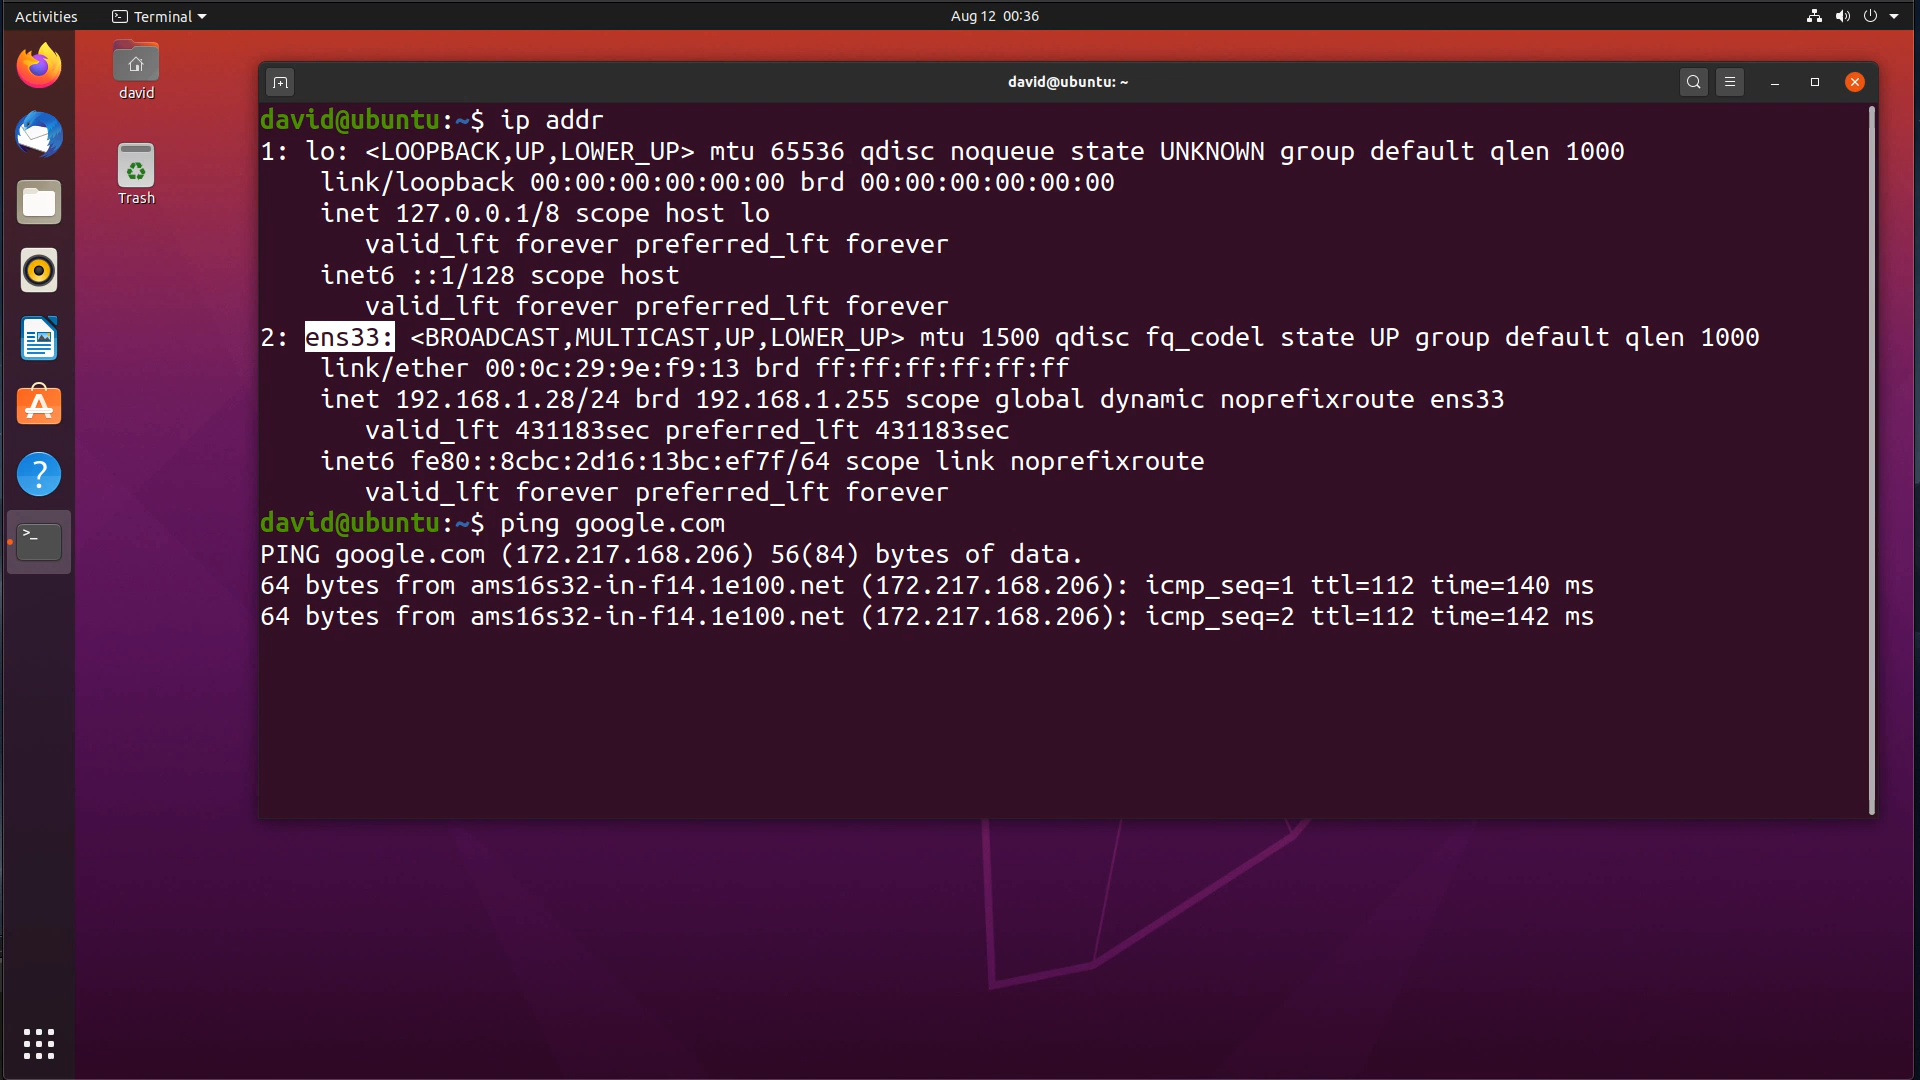 Activities
Terminal
Aug 12 00:36
david
Trash
david@ubuntu: ~
david@ubuntu:~$ ip addr
1: lo: <LOOPBACK,UP,LOWER_UP> mtu 65536 qdisc noqueue state UNKNOWN group default qlen 1000
    link/loopback 00:00:00:00:00:00 brd 00:00:00:00:00:00
    inet 127.0.0.1/8 scope host lo
       valid_lft forever preferred_lft forever
    inet6 ::1/128 scope host
       valid_lft forever preferred_lft forever
2: ens33: <BROADCAST,MULTICAST,UP,LOWER_UP> mtu 1500 qdisc fq_codel state UP group default qlen 1000
    link/ether 00:0c:29:9e:f9:13 brd ff:ff:ff:ff:ff:ff
    inet 192.168.1.28/24 brd 192.168.1.255 scope global dynamic noprefixroute ens33
       valid_lft 431183sec preferred_lft 431183sec
    inet6 fe80::8cbc:2d16:13bc:ef7f/64 scope link noprefixroute
       valid_lft forever preferred_lft forever
david@ubuntu:~$ ping google.com
PING google.com (172.217.168.206) 56(84) bytes of data.
64 bytes from ams16s32-in-f14.1e100.net (172.217.168.206): icmp_seq=1 ttl=112 time=140 ms
64 bytes from ams16s32-in-f14.1e100.net (172.217.168.206): icmp_seq=2 ttl=112 time=142 ms